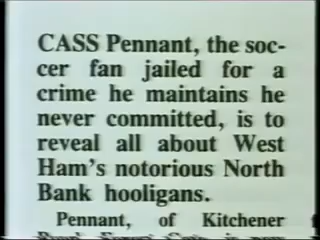 CASS Pennant, the soc-
cer fan jailed for a
crime he maintains he
never committed, is to
reveal all about West
Ham's notorious North
Bank hooligans.
Pennant, of Kitchener